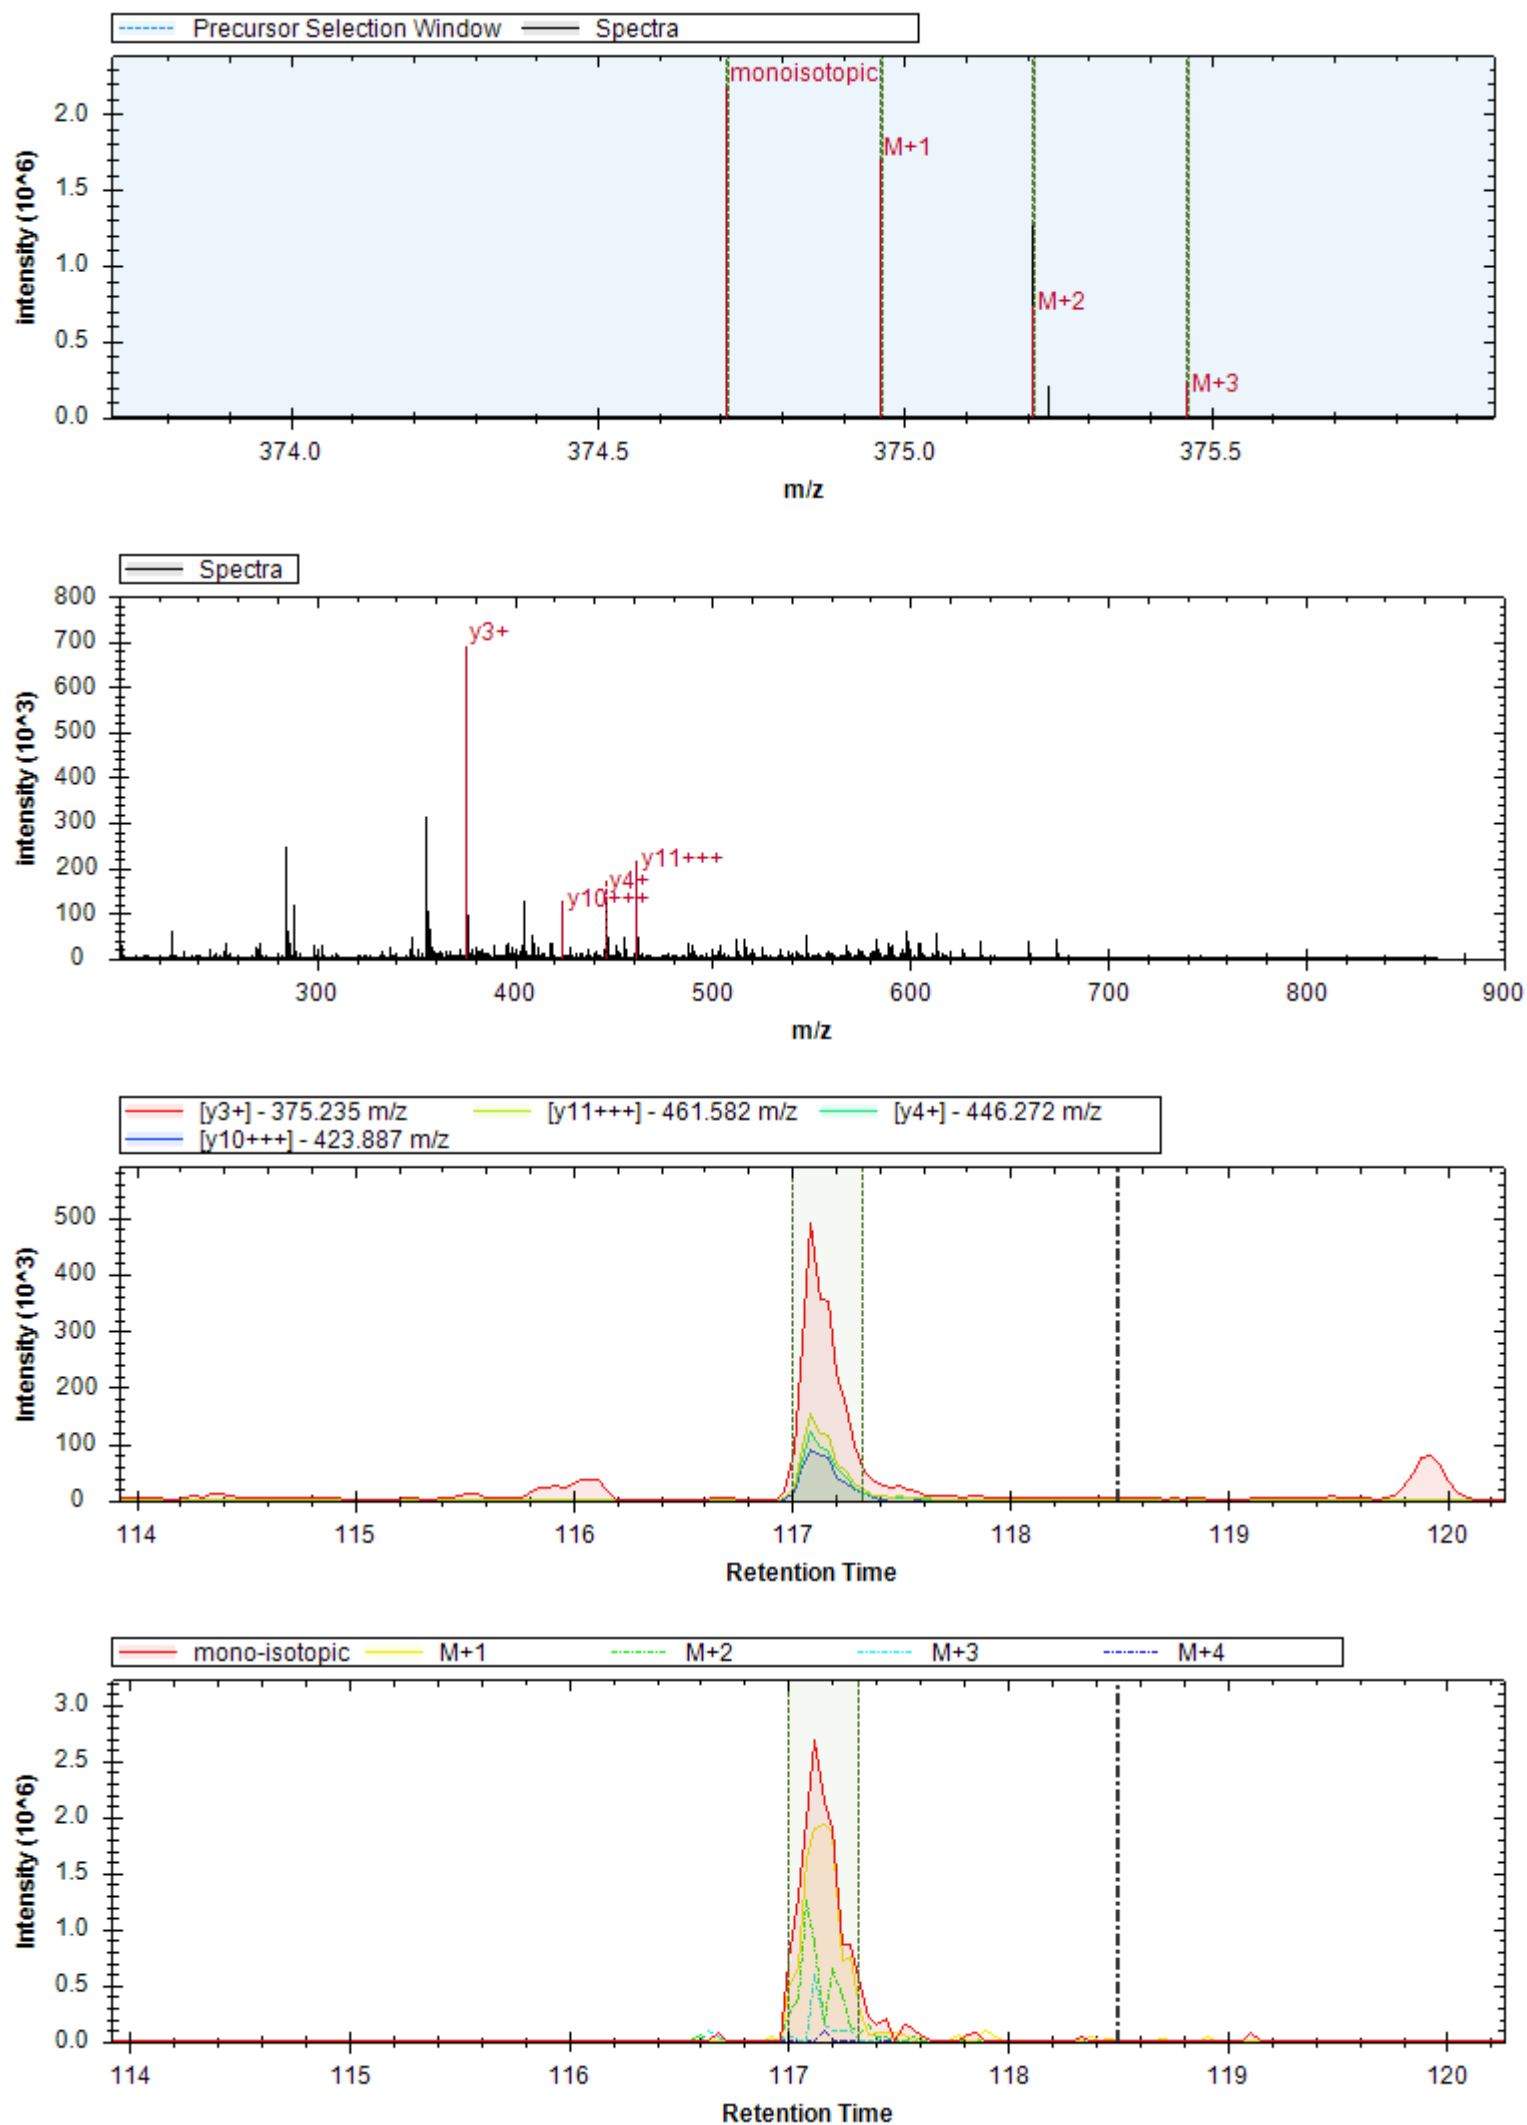 Precursor Selection Window Spectra
intensity (10^6)
2.0
1.5
1.0
0.5
0.0
monoisotopic
M+1
M+2
M+3
374.0 374.5 375.0 375.5
m/z
Spectra
intensity (10^3)
800
700
600
500
400
300
200
100
0
y3+
y11+++
y4+
y10+++
300 400 500 600 700 800 900
m/z
[y3+] - 375.235 m/z [y11+++] - 461.582 m/z [y4+] - 446.272 m/z
[y10+++] - 423.887 m/z
Intensity (10^3)
500
400
300
200
100
0
114 115 116 117 118 119 120
Retention Time
mono-isotopic M+1 M+2 M+3 M+4
Intensity (10^6)
3.0
2.5
2.0
1.5
1.0
0.5
0.0
114 115 116 117 118 119 120
Retention Time